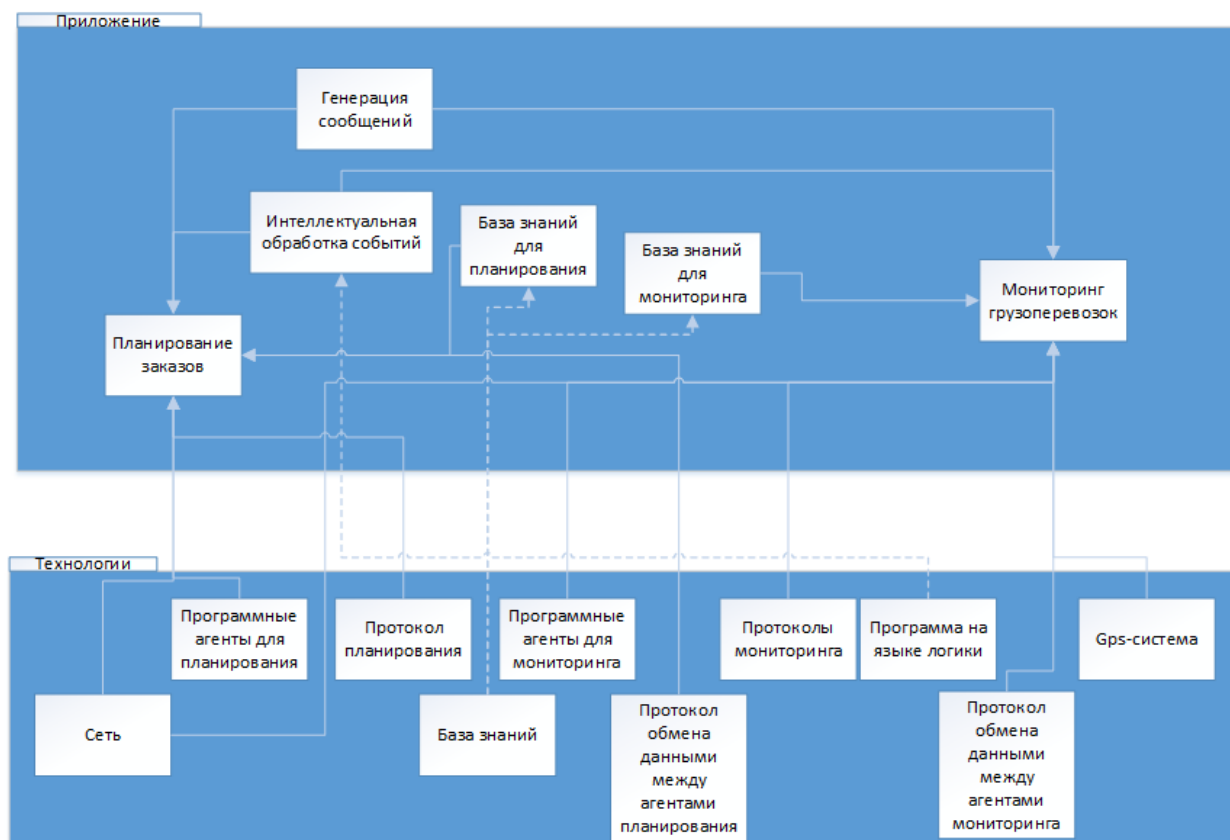 Приложение
Генерация
сообщений
Интеллектуальная
обработка событий
База знаний
для
планирования
База знаний
для
мониторинга
Мониторинг
грузоперевозок
Планирование
заказов
Технологии
Программные
агенты для
планирования
Протокол
планирования
Программные
агенты для
мониторинга
Протоколы
мониторинга
Программа на
языке логики
Gps-система
Сеть
База знаний
Протокол
обмена
данными
между
агентами
планирования
Протокол
обмена
данными
между
агентами
мониторинга